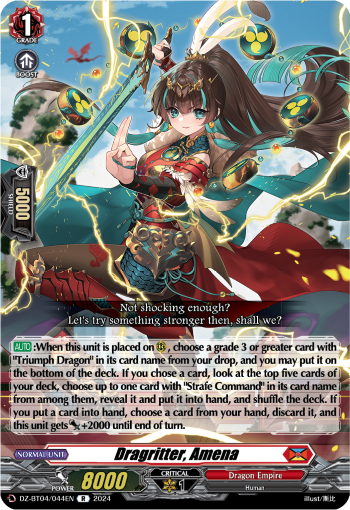 1
GRADE
BOOST
5000
SHIELD
Not shocking enough?
Let's try something stronger then, shall we?
AUTO:When this unit is placed on , choose a grade 3 or greater card with
"Triumph Dragon" in its card name from your drop, and you may put it on
the bottom of the deck. If you chose a card, look at the top five cards of
your deck, choose up to one card with "Strafe Command" in its card name
from among them, reveal it and put it into hand, and shuffle the deck. If
you put a card into hand, choose a card from your hand, discard it, and
this unit gets +2000 until end of turn.
NORMAL UNIT
Dragritter, Amena
POWER 8000
CRITICAL 1
Dragon Empire
Human
DZ-BT04/044EN R 2024
illust/萩比